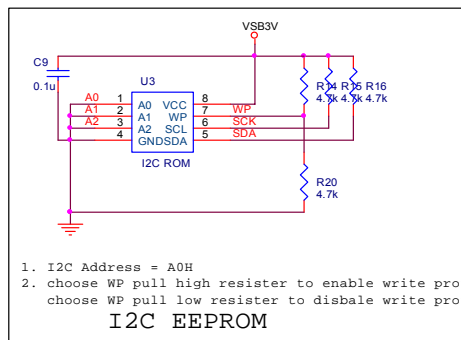 VSB3V
C9
0.1u
U3
A0 1 A0 VCC 8
A1 2 A1 WP 7 WP
A2 3 A2 SCL 6 SCK
4 GND SDA 5 SDA
I2C ROM
R14 R15 R16
4.7k 4.7k 4.7k
R20
4.7k
1. I2C Address = A0H
2. choose WP pull high resister to enable write pro
choose WP pull low resister to disbale write pro
I2C EEPROM